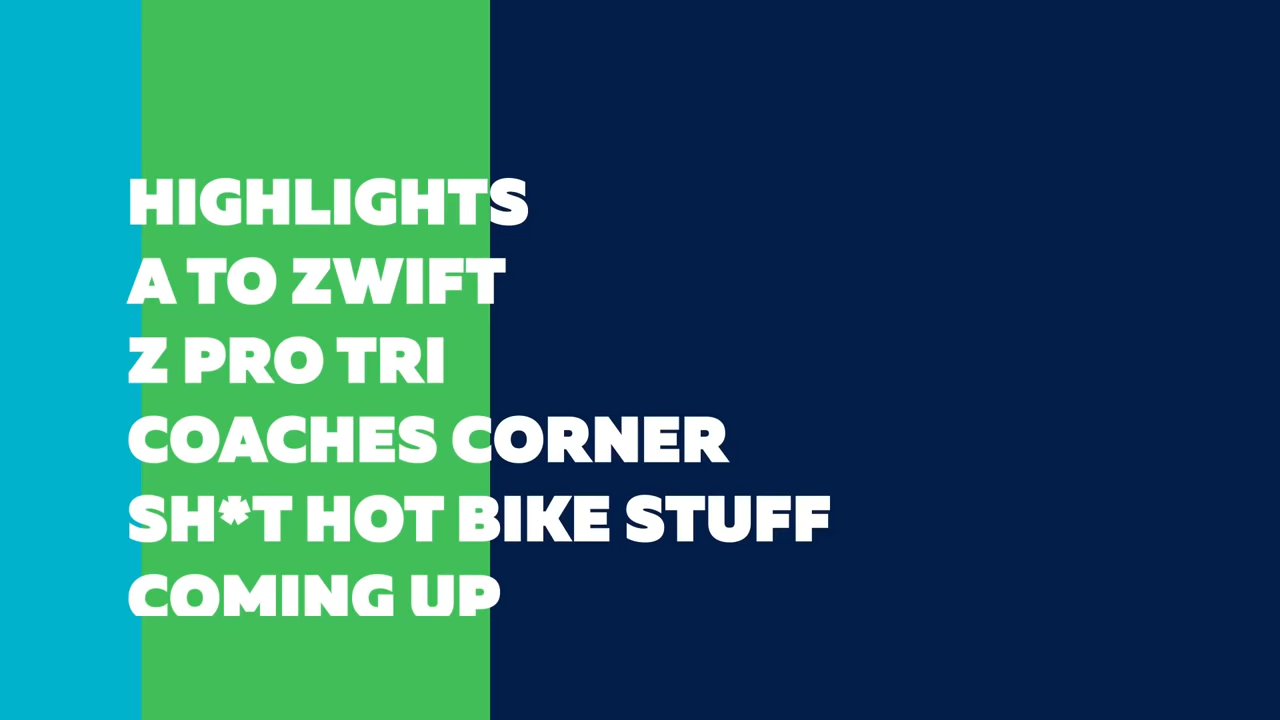 HIGHLIGHTS
A TO ZWIFT
Z PRO TRI
COACHES CORNER
SH*T HOT BIKE STUFF
COMING UP